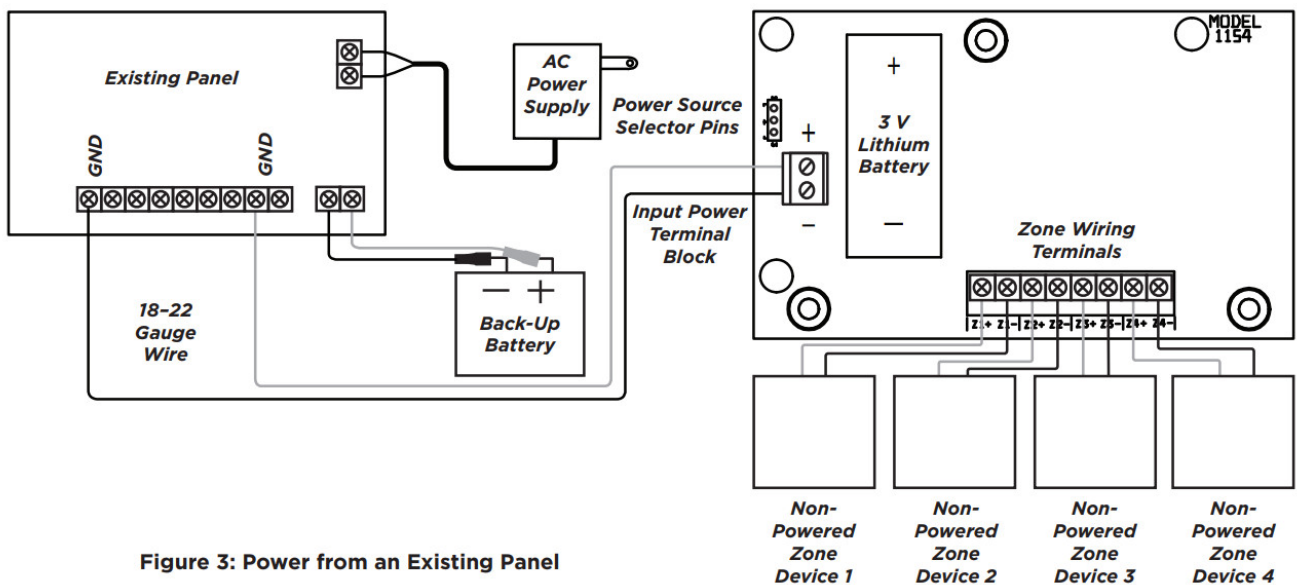 Existing Panel
GND
GND
AC
Power
Supply
Power Source
Selector Pins
+
-
Input Power
Terminal
Block
+
3 V
Lithium
Battery
—
MODEL
1154
Zone Wiring
Terminals
Z1+ Z1- Z2+ Z2- Z3+ Z3- Z4+ Z4-
18–22
Gauge
Wire
— +
Back-Up
Battery
Non-
Powered
Zone
Device 1
Non-
Powered
Zone
Device 2
Non-
Powered
Zone
Device 3
Non-
Powered
Zone
Device 4
Figure 3: Power from an Existing Panel